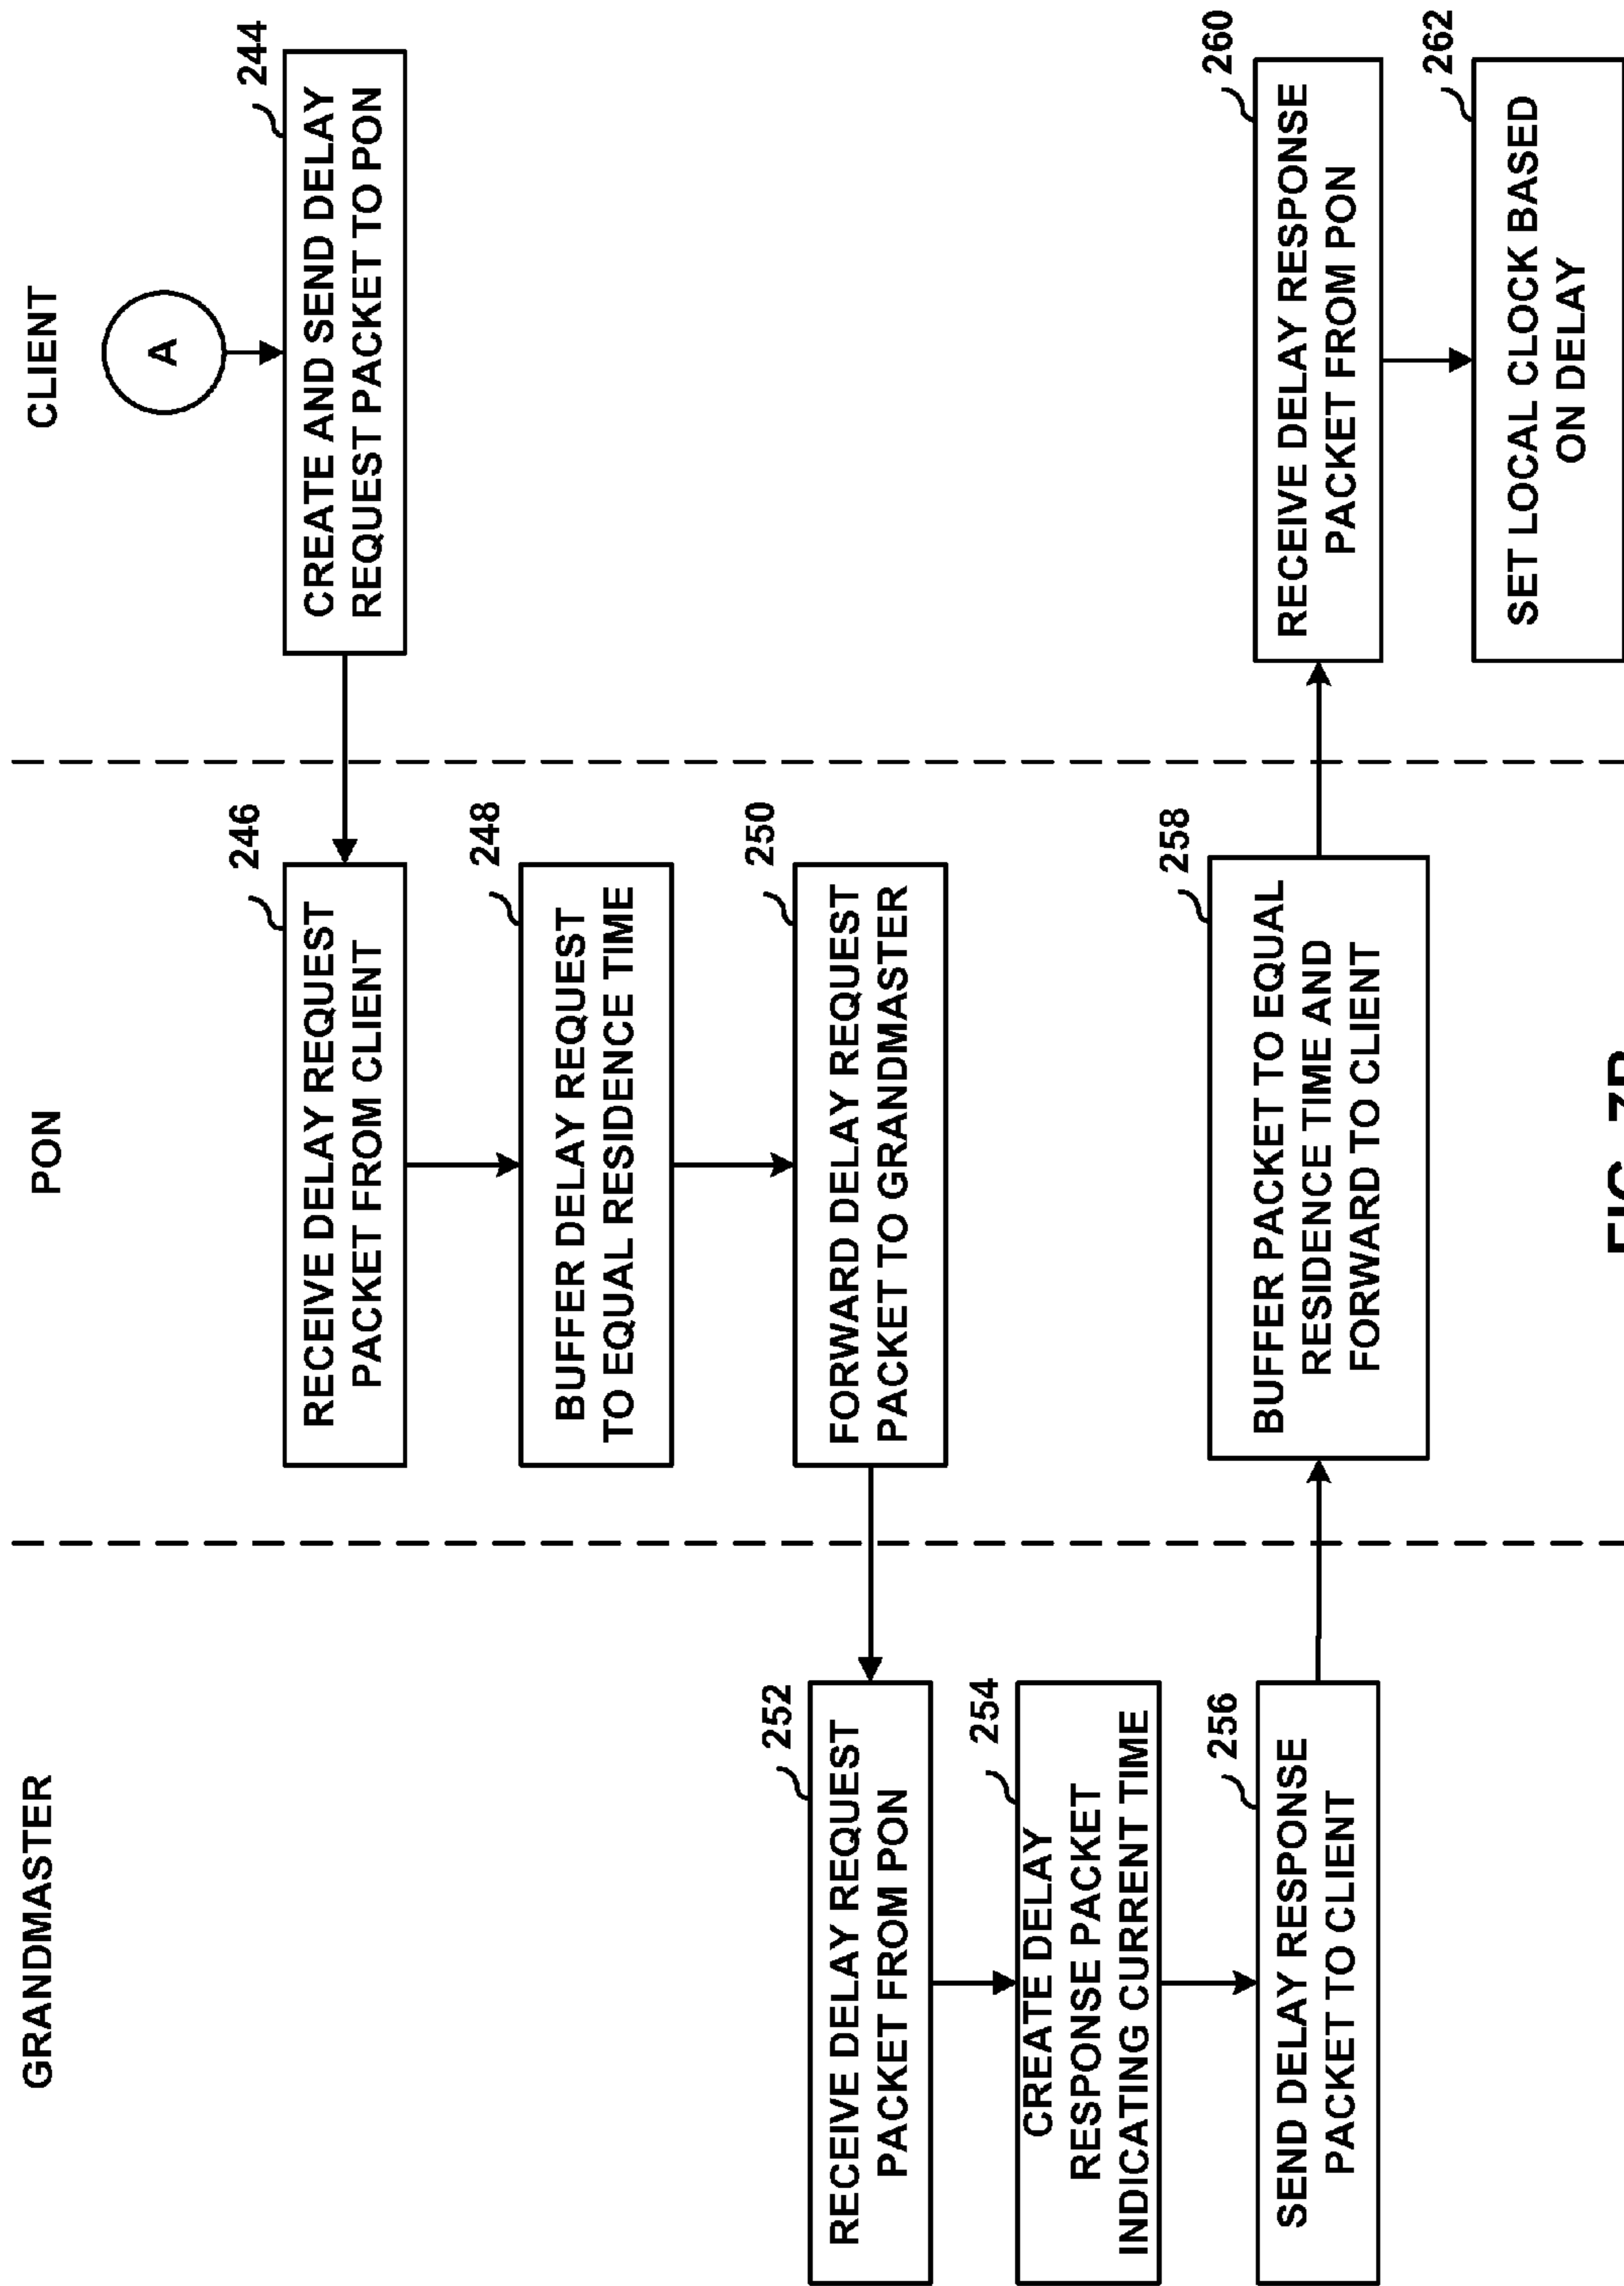 GRANDMASTER
PON
CLIENT
A
244
CREATE AND SEND DELAY
REQUEST PACKET TO PON
246
RECEIVE DELAY REQUEST
PACKET FROM CLIENT
248
BUFFER DELAY REQUEST
TO EQUAL RESIDENCE TIME
250
FORWARD DELAY REQUEST
PACKET TO GRANDMASTER
252
RECEIVE DELAY REQUEST
PACKET FROM PON
254
CREATE DELAY
RESPONSE PACKET
INDICATING CURRENT TIME
256
SEND DELAY RESPONSE
PACKET TO CLIENT
258
BUFFER PACKET TO EQUAL
RESIDENCE TIME AND
FORWARD TO CLIENT
260
RECEIVE DELAY RESPONSE
PACKET FROM PON
262
SET LOCAL CLOCK BASED
ON DELAY
FIG.